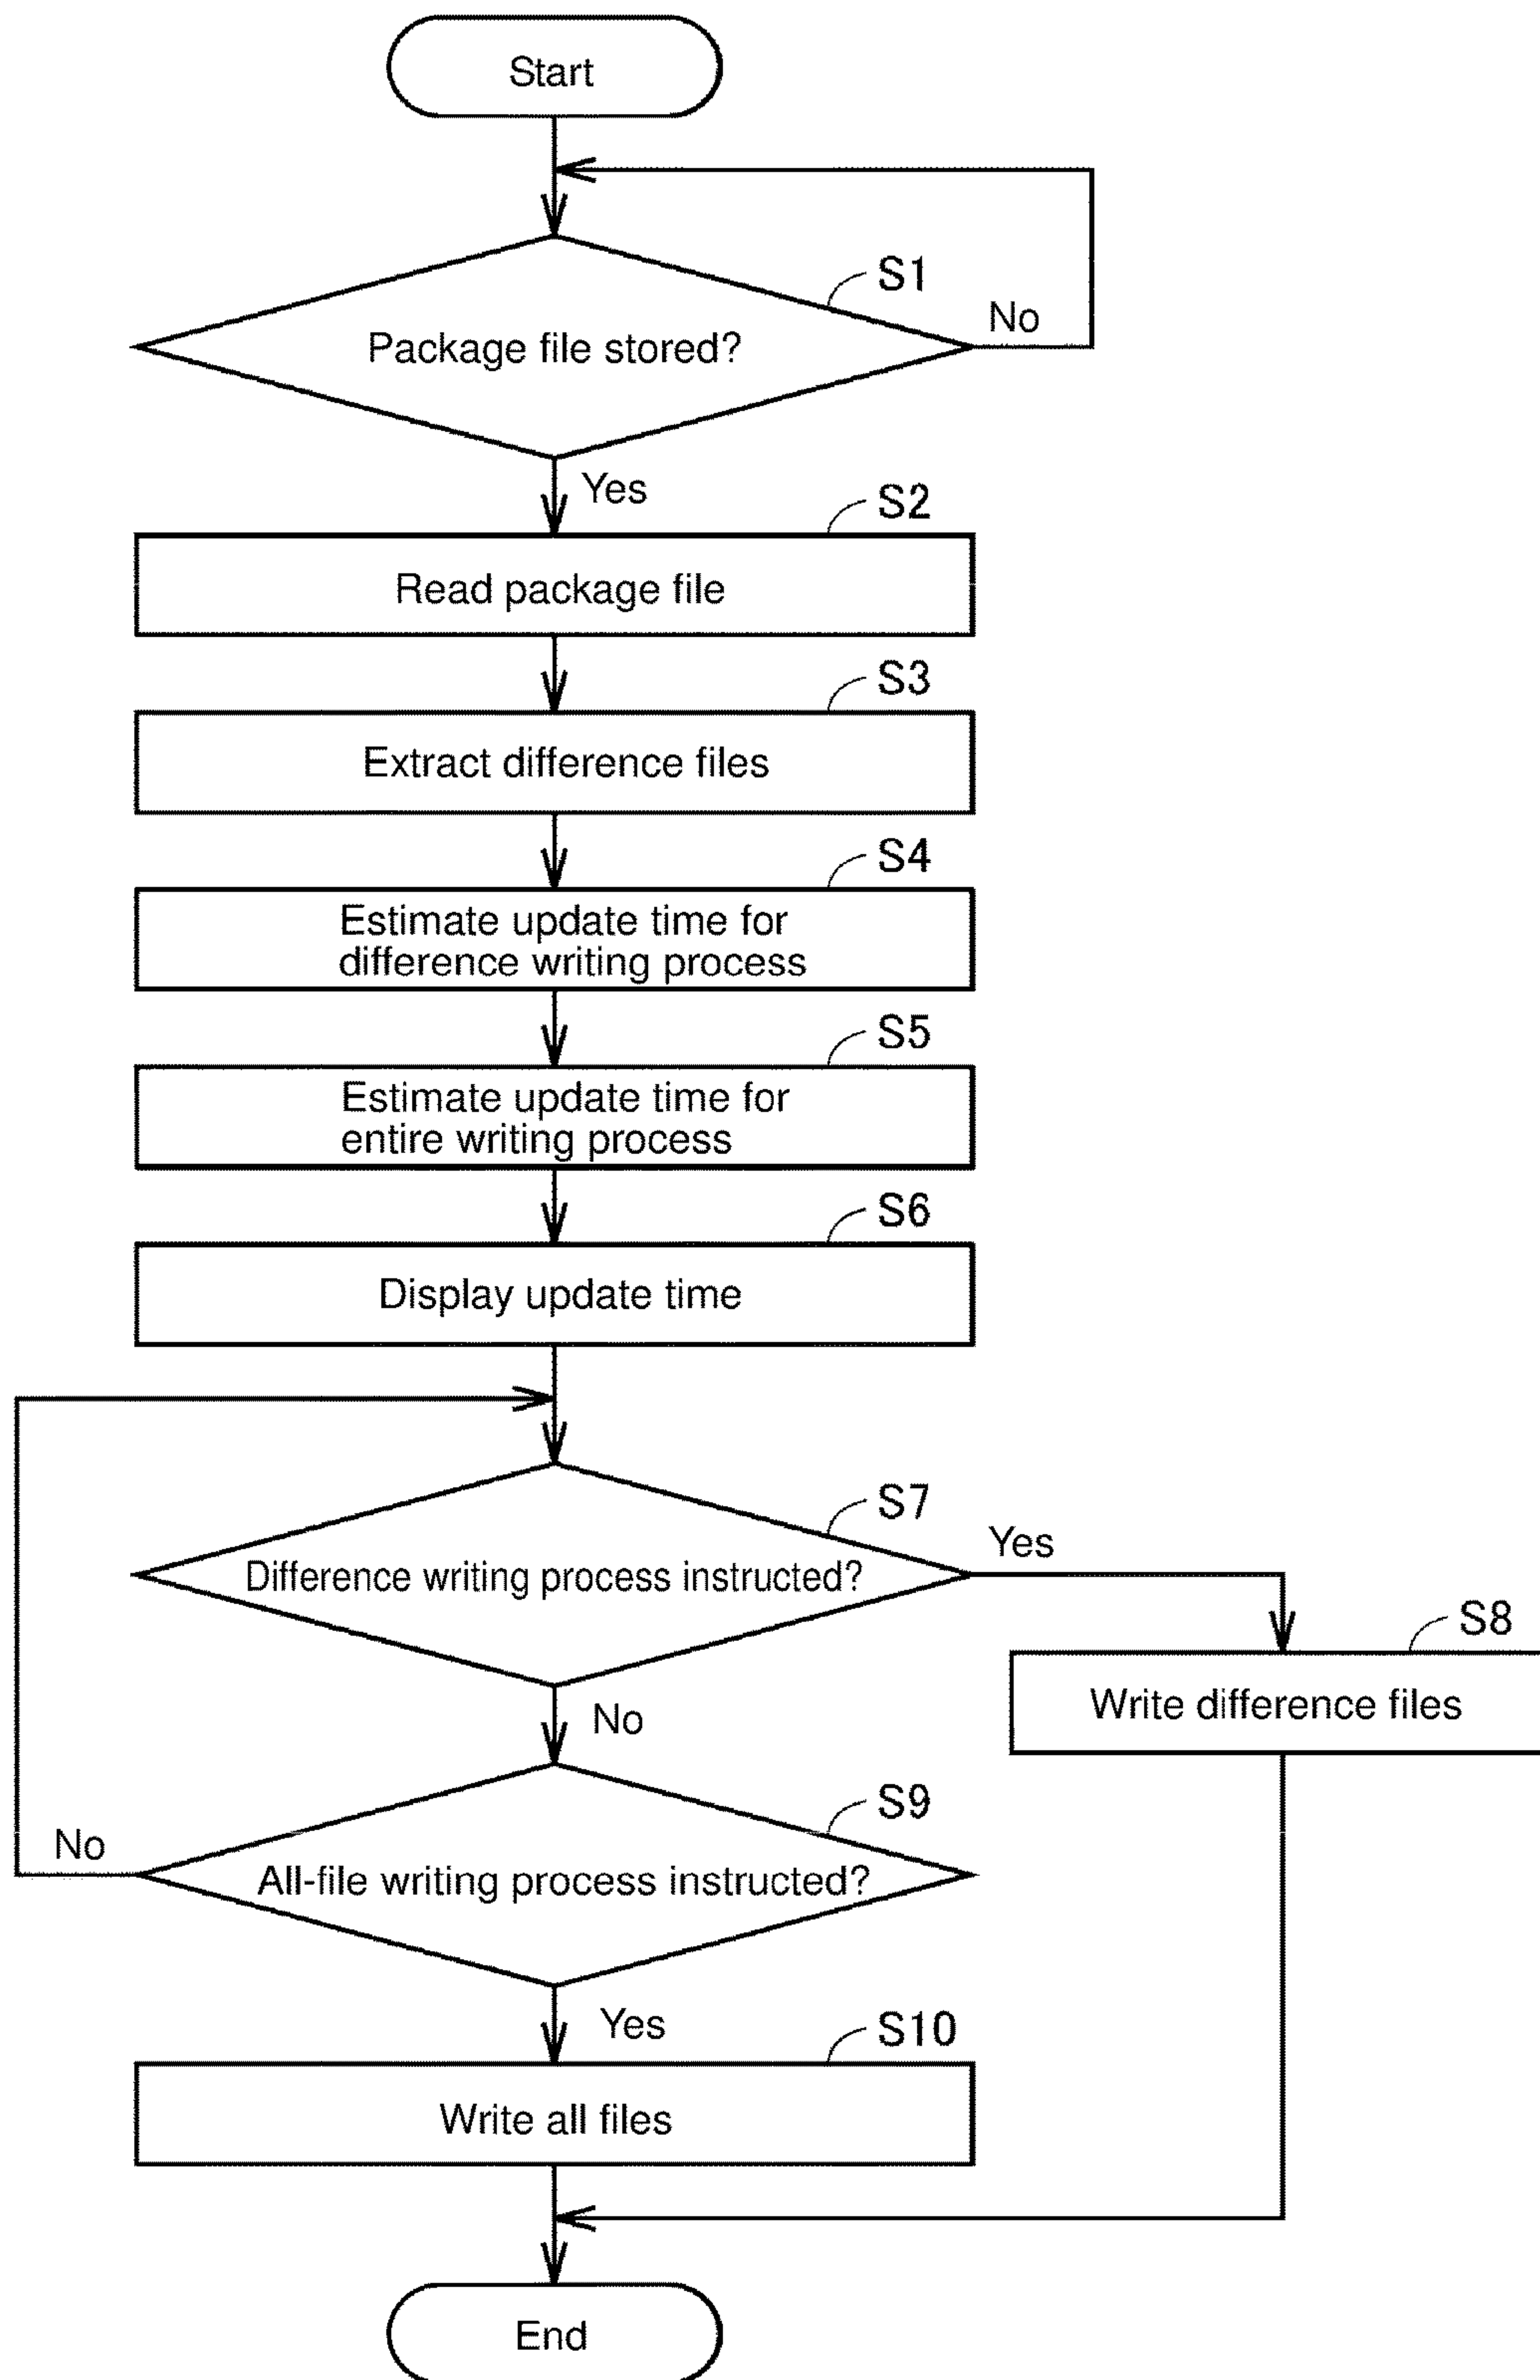 Start
S1
Package file stored?
No
Yes
S2
Read package file
S3
Extract difference files
S4
Estimate update time for
difference writing process
S5
Estimate update time for
entire writing process
S6
Display update time
S7
Difference writing process instructed?
Yes
S8
Write difference files
No
S9
All-file writing process instructed?
No
Yes
S10
Write all files
End